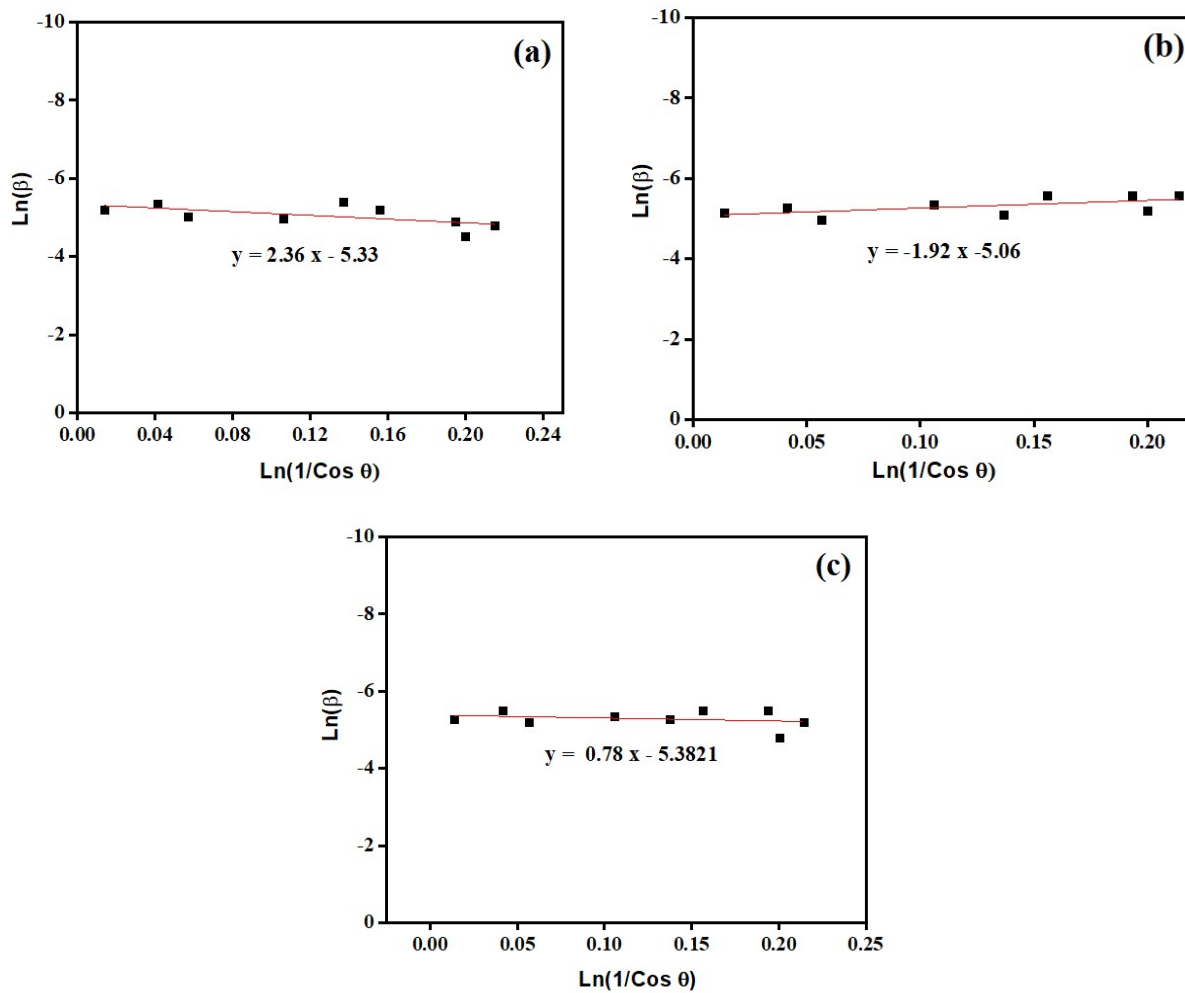 (a)
-10
-8
-6
-4
-2
0
Ln(β)
y = 2.36 x - 5.33
0.00 0.04 0.08 0.12 0.16 0.20 0.24
Ln(1/Cos θ)
(b)
-10
-8
-6
-4
-2
0
Ln(β)
y = -1.92 x -5.06
0.00 0.05 0.10 0.15 0.20
Ln(1/Cos θ)
(c)
-10
-8
-6
-4
-2
0
Ln(β)
y = 0.78 x - 5.3821
0.00 0.05 0.10 0.15 0.20 0.25
Ln(1/Cos θ)